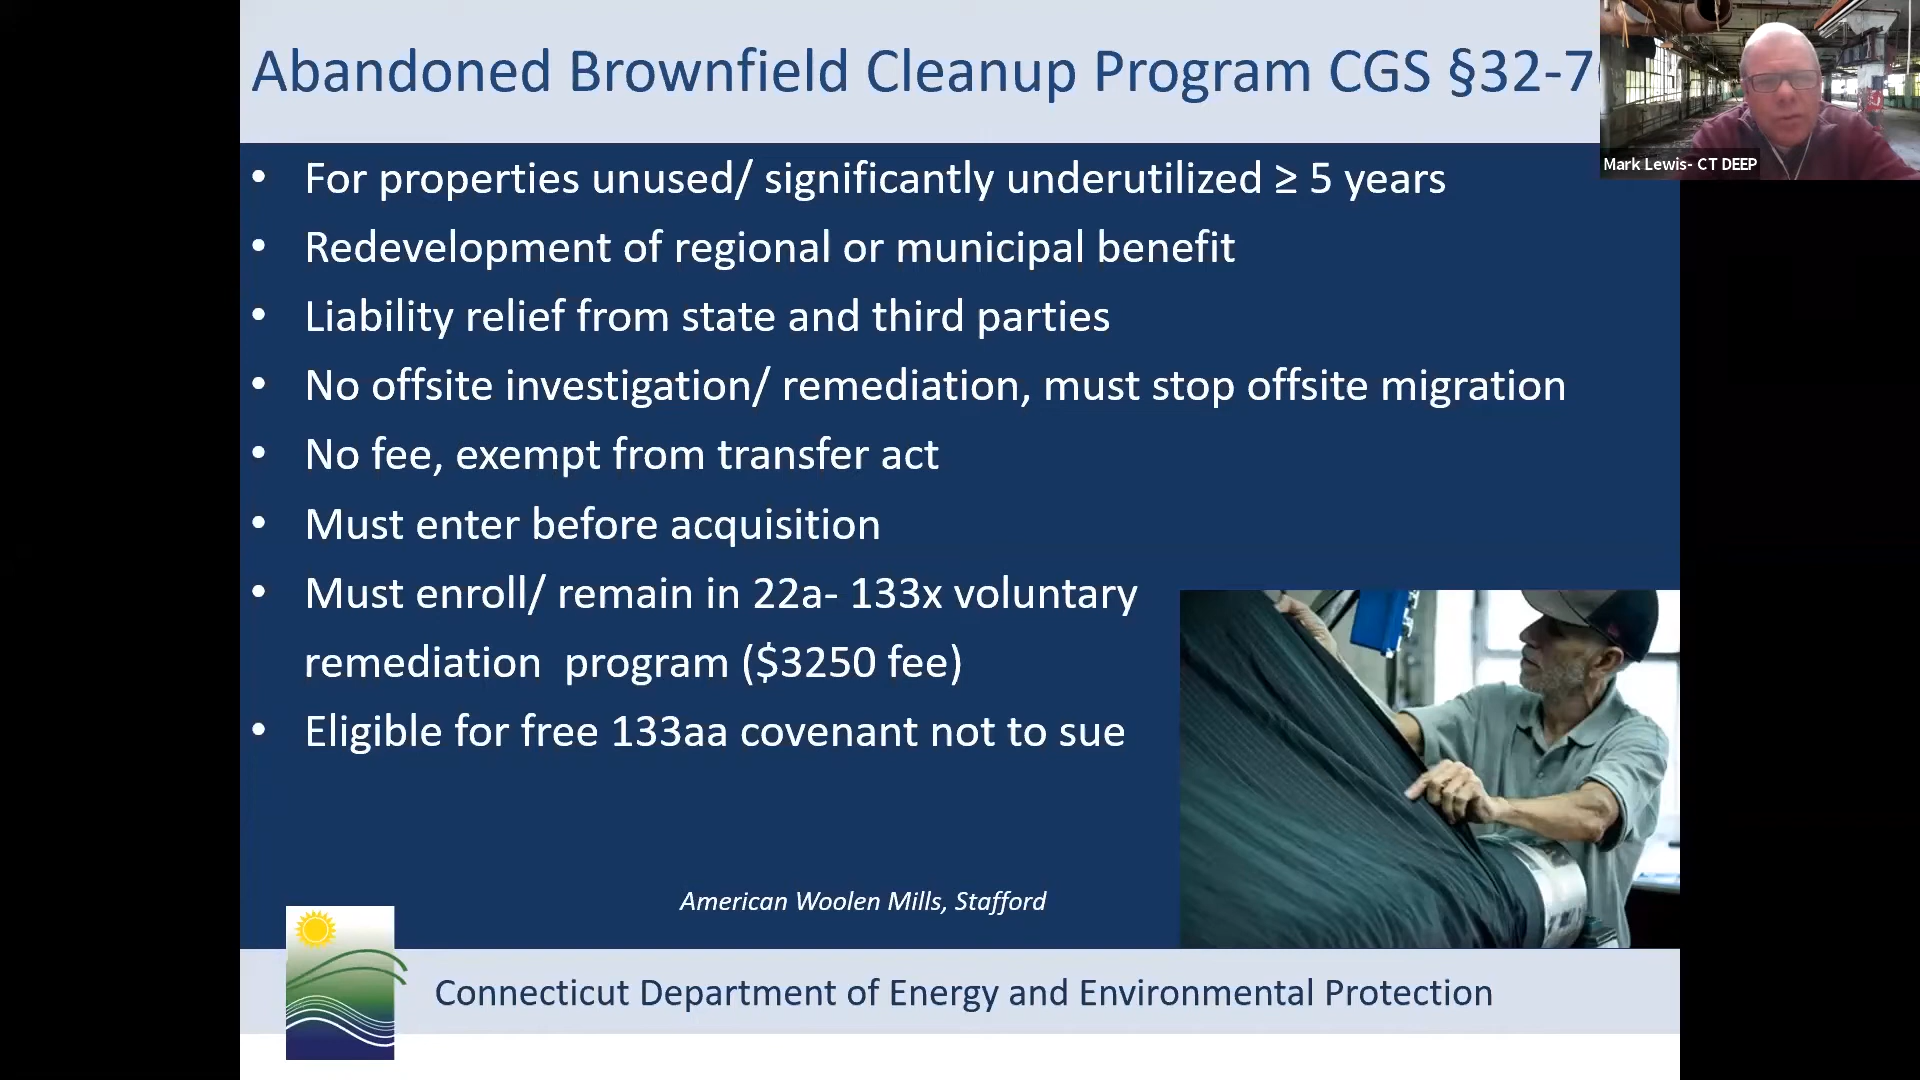 Abandoned Brownfield Cleanup Program CGS §32-7
Mark Lewis- CT DEEP
• For properties unused/ significantly underutilized ≥ 5 years
• Redevelopment of regional or municipal benefit
• Liability relief from state and third parties
• No offsite investigation/ remediation, must stop offsite migration
• No fee, exempt from transfer act
• Must enter before acquisition
• Must enroll/ remain in 22a- 133x voluntary
remediation program ($3250 fee)
• Eligible for free 133aa covenant not to sue
American Woolen Mills, Stafford
Connecticut Department of Energy and Environmental Protection